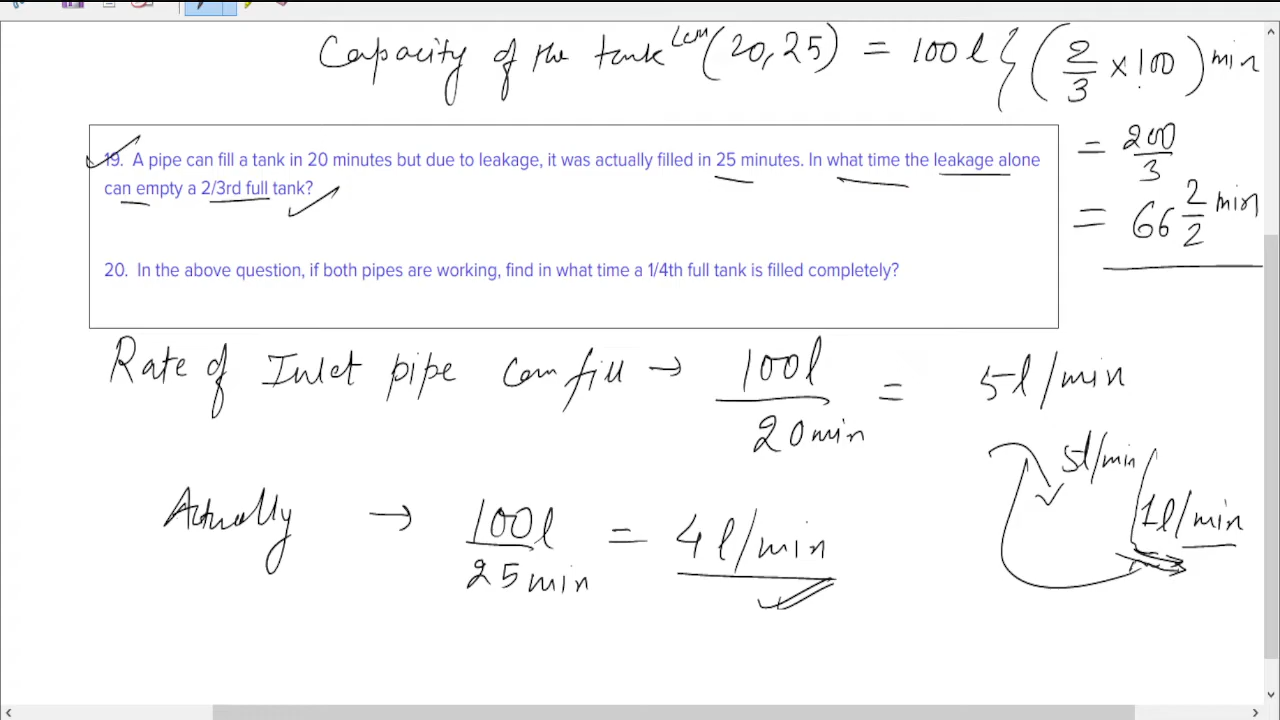 Capacity of the tank Lcm (20,25) = 100l { (2/3 × 100) min
= 200/3
= 66 2/2 min
19. A pipe can fill a tank in 20 minutes but due to leakage, it was actually filled in 25 minutes. In what time the leakage alone
can empty a 2/3rd full tank?
20. In the above question, if both pipes are working, find in what time a 1/4th full tank is filled completely?
Rate of Inlet pipe can fill → 100l/20min = 5l/min
5l/min
1l/min
Actually → 100l/25min = 4l/min